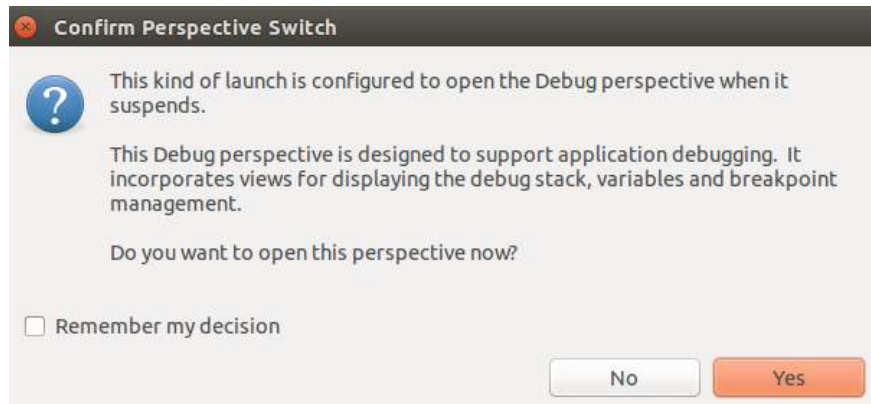 Confirm Perspective Switch
This kind of launch is configured to open the Debug perspective when it
suspends.
This Debug perspective is designed to support application debugging.  It
incorporates views for displaying the debug stack, variables and breakpoint
management.
Do you want to open this perspective now?
Remember my decision
No
Yes